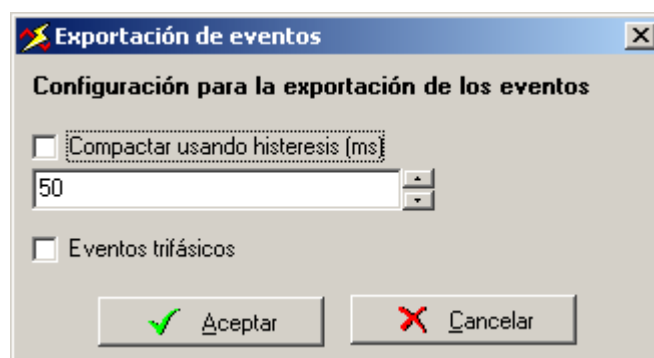 Exportación de eventos
Configuración para la exportación de los eventos
Compactar usando histeresis (ms)
50
Eventos trifásicos
Aceptar
Cancelar